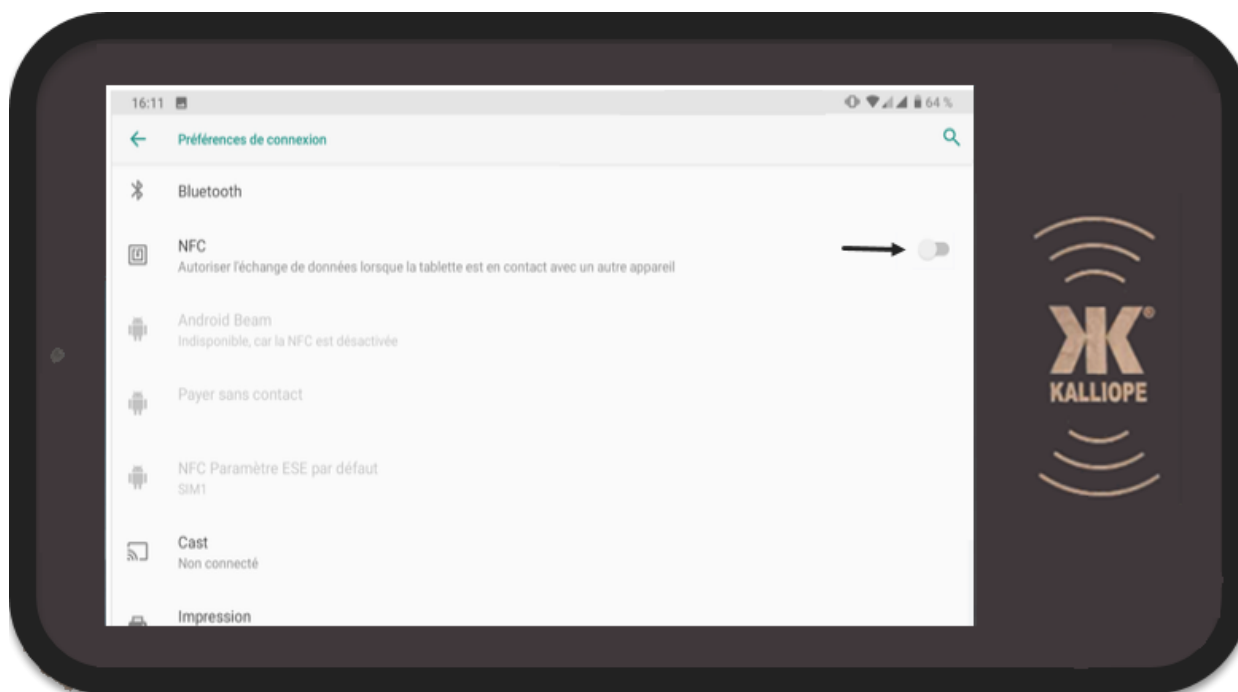 16:11
64 %
Préférences de connexion
Bluetooth
NFC
Autoriser l'échange de données lorsque la tablette est en contact avec un autre appareil
Android Beam
Indisponible, car la NFC est désactivée
Payer sans contact
NFC Paramètre ESE par défaut
SIM1
Cast
Non connecté
Impression
K®
KALLIOPE